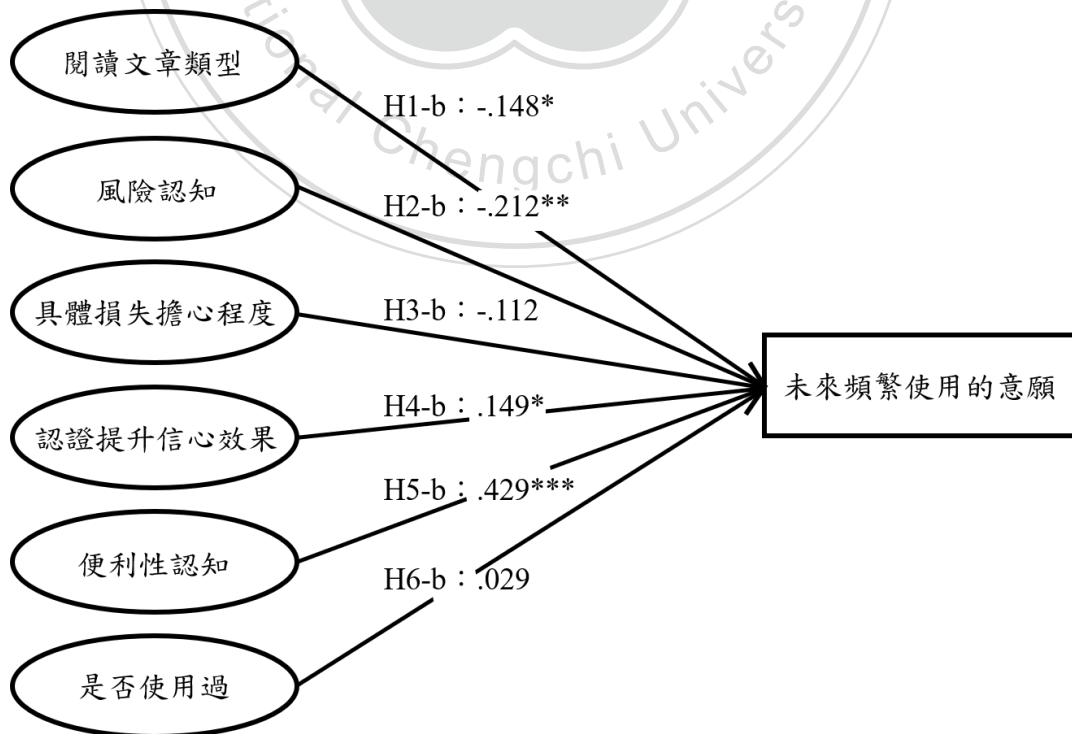 閱讀文章類型
H1-b：-.148*
風險認知
H2-b：-.212**
具體損失擔心程度
H3-b：-.112
認證提升信心效果
H4-b：.149*
便利性認知
H5-b：.429***
是否使用過
H6-b：.029
未來頻繁使用的意願
tional Chengchi Univers